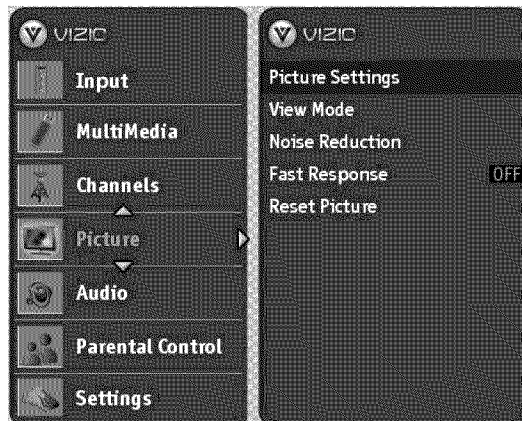 VIZIO
Input
MultiMedia
Channels
Picture
Audio
Parental Control
Settings
VIZIO
Picture Settings
View Mode
Noise Reduction
Fast Response OFF
Reset Picture